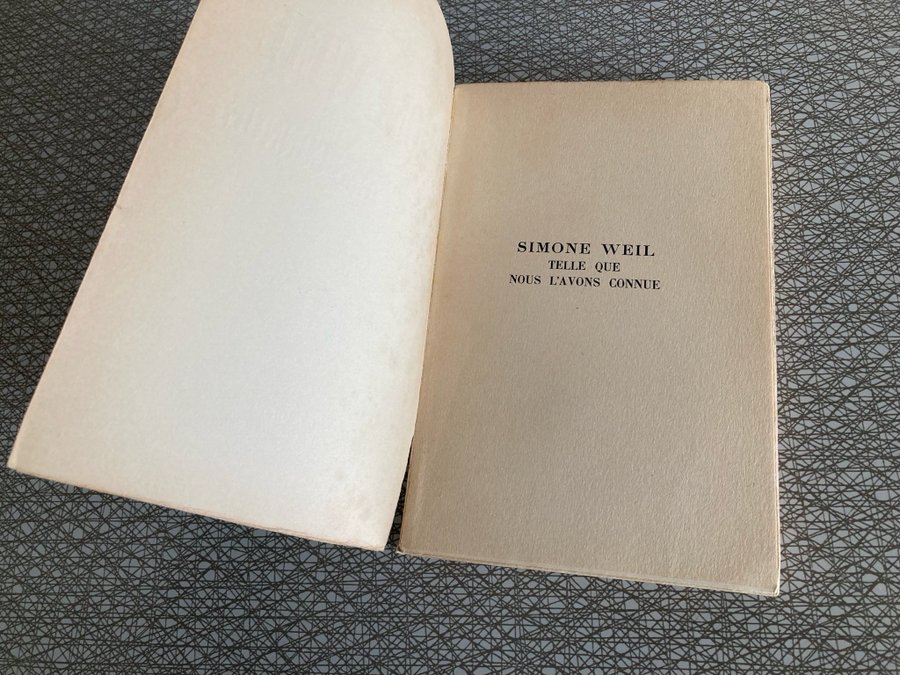 SIMONE WEIL
TELLE QUE
NOUS L'AVONS CONNUE